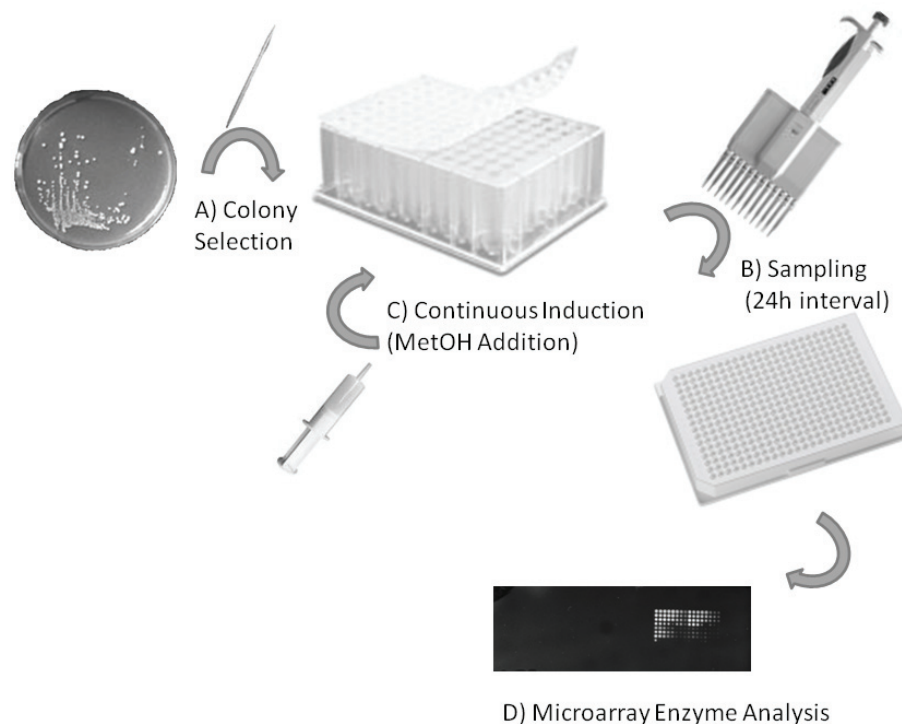 A) Colony
Selection
B) Sampling
(24h interval)
C) Continuous Induction
(MetOH Addition)
D) Microarray Enzyme Analysis